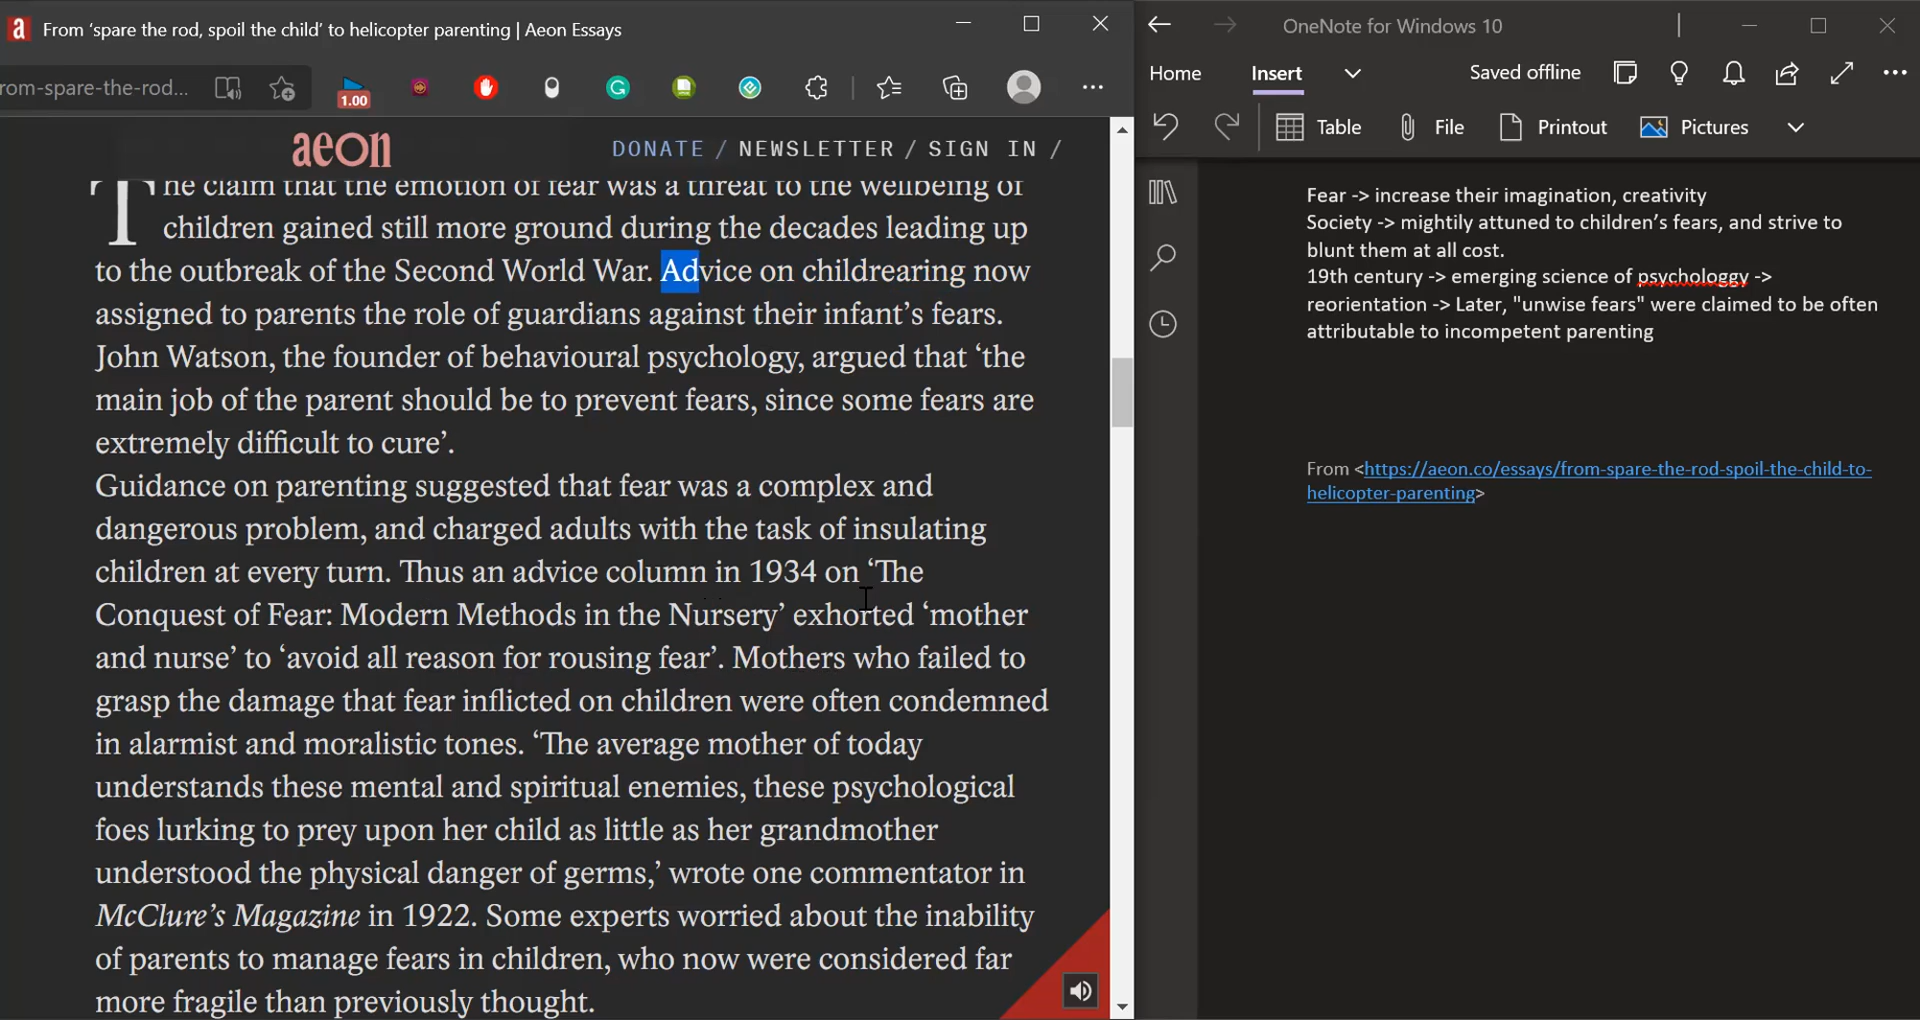 From ‘spare the rod, spoil the child’ to helicopter parenting | Aeon Essays
rom-spare-the-rod...
1.00
aeon
DONATE / NEWSLETTER / SIGN IN /
The claim that the emotion of fear was a threat to the wellbeing of
children gained still more ground during the decades leading up
to the outbreak of the Second World War. Advice on childrearing now
assigned to parents the role of guardians against their infant’s fears.
John Watson, the founder of behavioural psychology, argued that ‘the
main job of the parent should be to prevent fears, since some fears are
extremely difficult to cure’.
Guidance on parenting suggested that fear was a complex and
dangerous problem, and charged adults with the task of insulating
children at every turn. Thus an advice column in 1934 on ‘The
Conquest of Fear: Modern Methods in the Nursery’ exhorted ‘mother
and nurse’ to ‘avoid all reason for rousing fear’. Mothers who failed to
grasp the damage that fear inflicted on children were often condemned
in alarmist and moralistic tones. ‘The average mother of today
understands these mental and spiritual enemies, these psychological
foes lurking to prey upon her child as little as her grandmother
understood the physical danger of germs,’ wrote one commentator in
McClure’s Magazine in 1922. Some experts worried about the inability
of parents to manage fears in children, who now were considered far
more fragile than previously thought.
OneNote for Windows 10
Home Insert Saved offline
Table File Printout Pictures
Fear -> increase their imagination, creativity
Society -> mightily attuned to children’s fears, and strive to
blunt them at all cost.
19th century -> emerging science of psychologgy ->
reorientation -> Later, "unwise fears" were claimed to be often
attributable to incompetent parenting
From <https://aeon.co/essays/from-spare-the-rod-spoil-the-child-to-
helicopter-parenting>